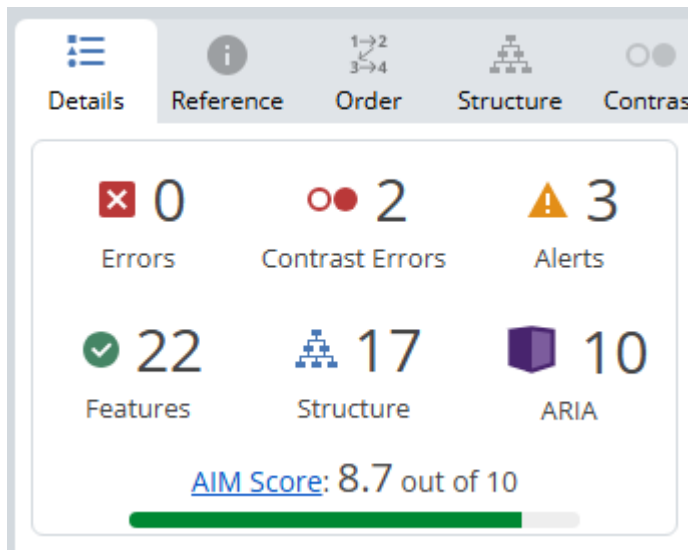 1→2
3→4
Details Reference Order Structure Contras
0 2 3
Errors Contrast Errors Alerts
22 17 10
Features Structure ARIA
AIM Score: 8.7 out of 10